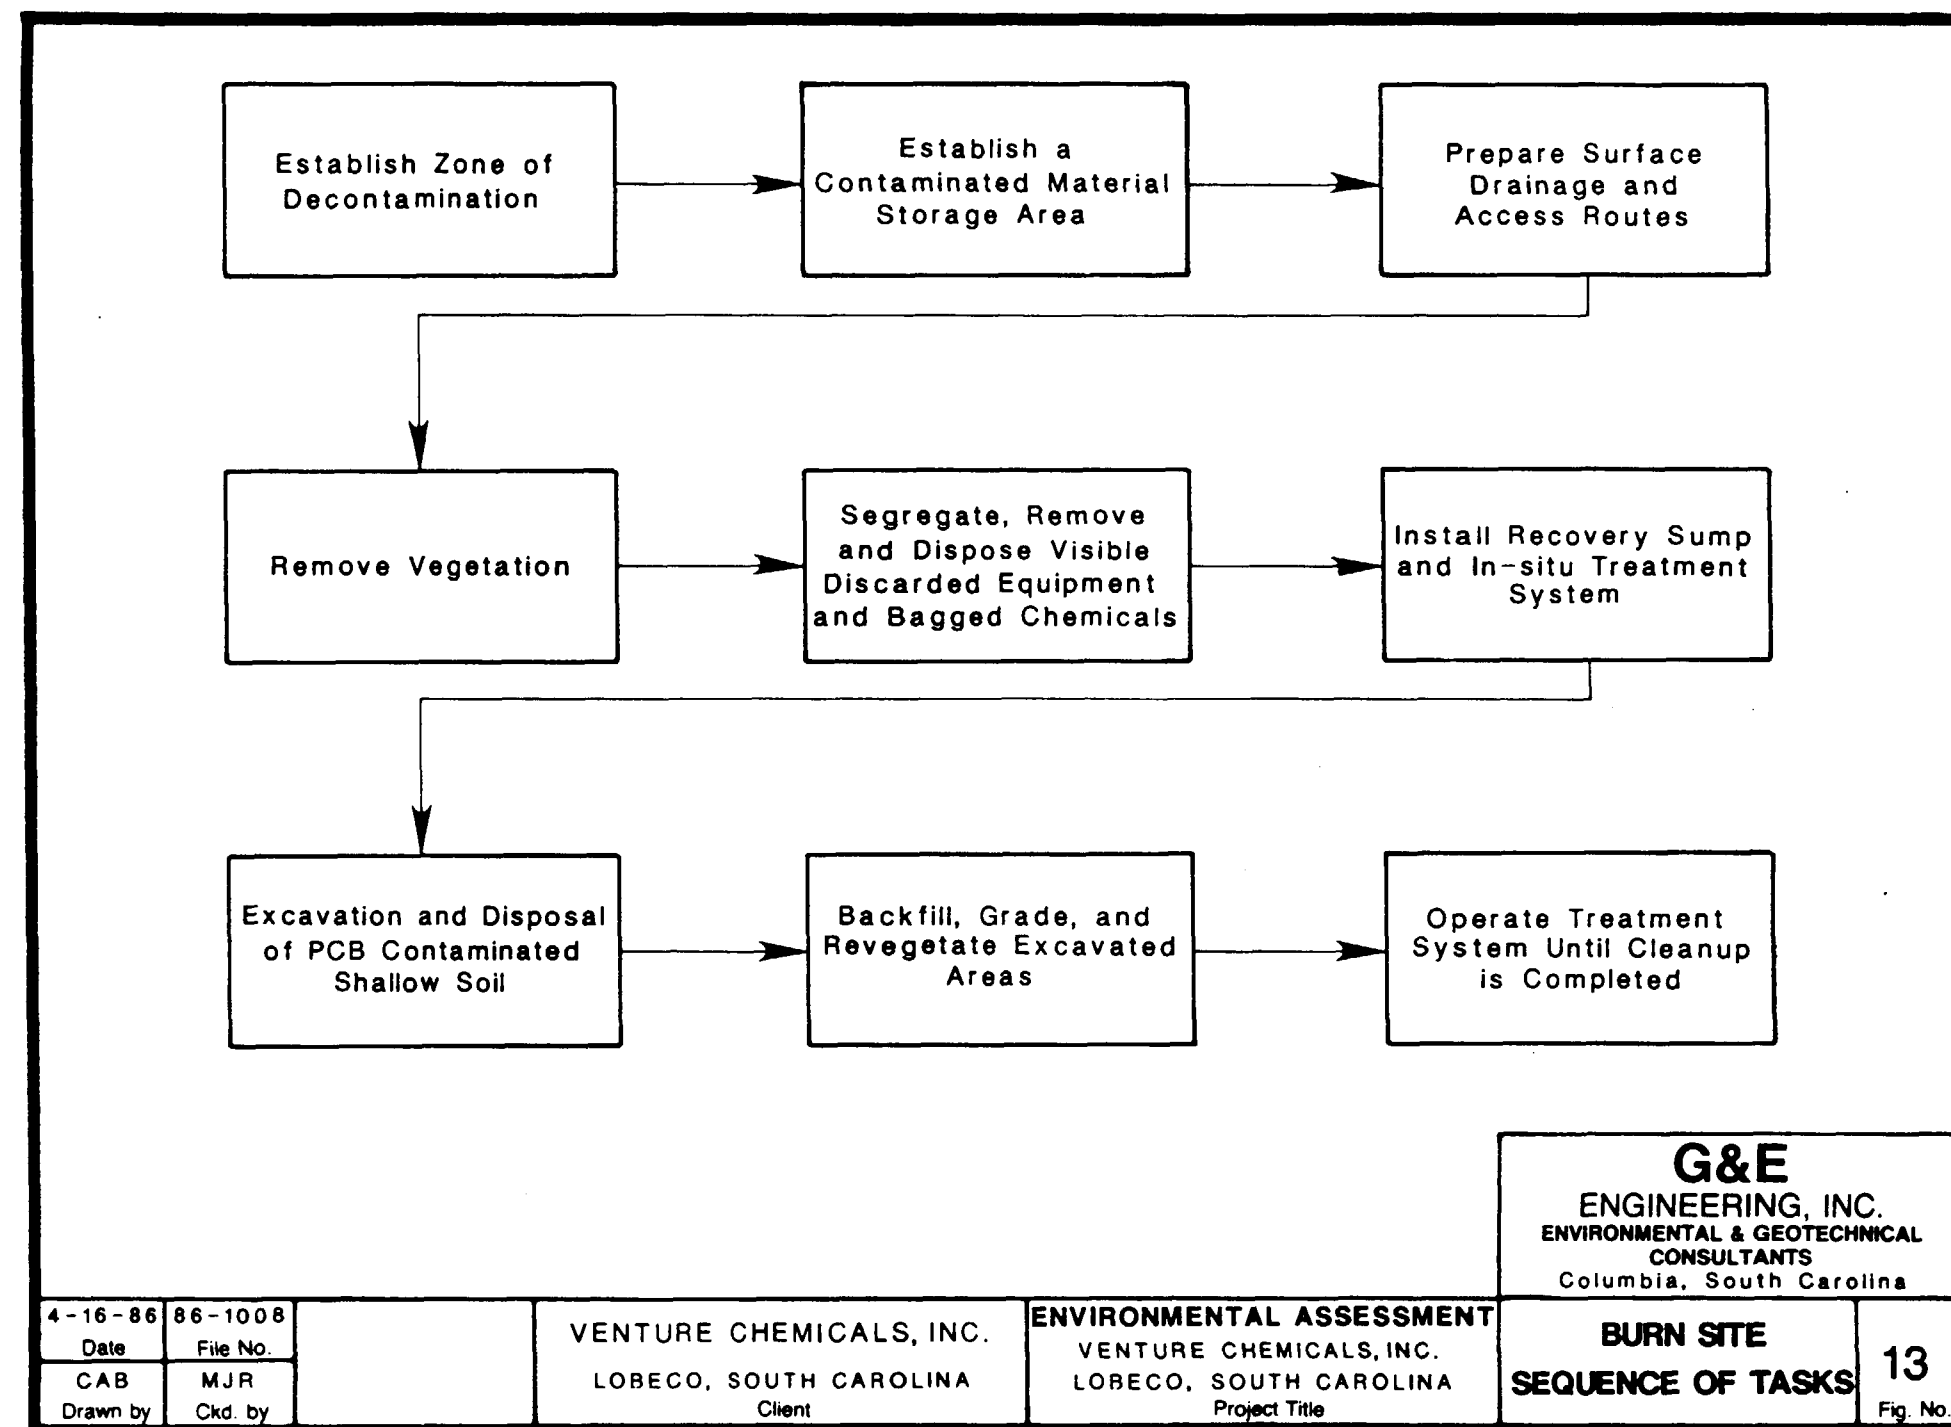 Establish Zone of
Decontamination
Establish a
Contaminated Material
Storage Area
Prepare Surface
Drainage and
Access Routes
Remove Vegetation
Segregate, Remove
and Dispose Visible
Discarded Equipment
and Bagged Chemicals
Install Recovery Sump
and In-situ Treatment
System
Excavation and Disposal
of PCB Contaminated
Shallow Soil
Backfill, Grade, and
Revegetate Excavated
Areas
Operate Treatment
System Until Cleanup
is Completed
G&E
ENGINEERING, INC.
ENVIRONMENTAL & GEOTECHNICAL
CONSULTANTS
Columbia, South Carolina
4-16-86
Date
86-1008
File No.
CAB
Drawn by
MJR
Ckd. by
VENTURE CHEMICALS, INC.
LOBECO, SOUTH CAROLINA
Client
ENVIRONMENTAL ASSESSMENT
VENTURE CHEMICALS, INC.
LOBECO, SOUTH CAROLINA
Project Title
BURN SITE
SEQUENCE OF TASKS
13
Fig. No.